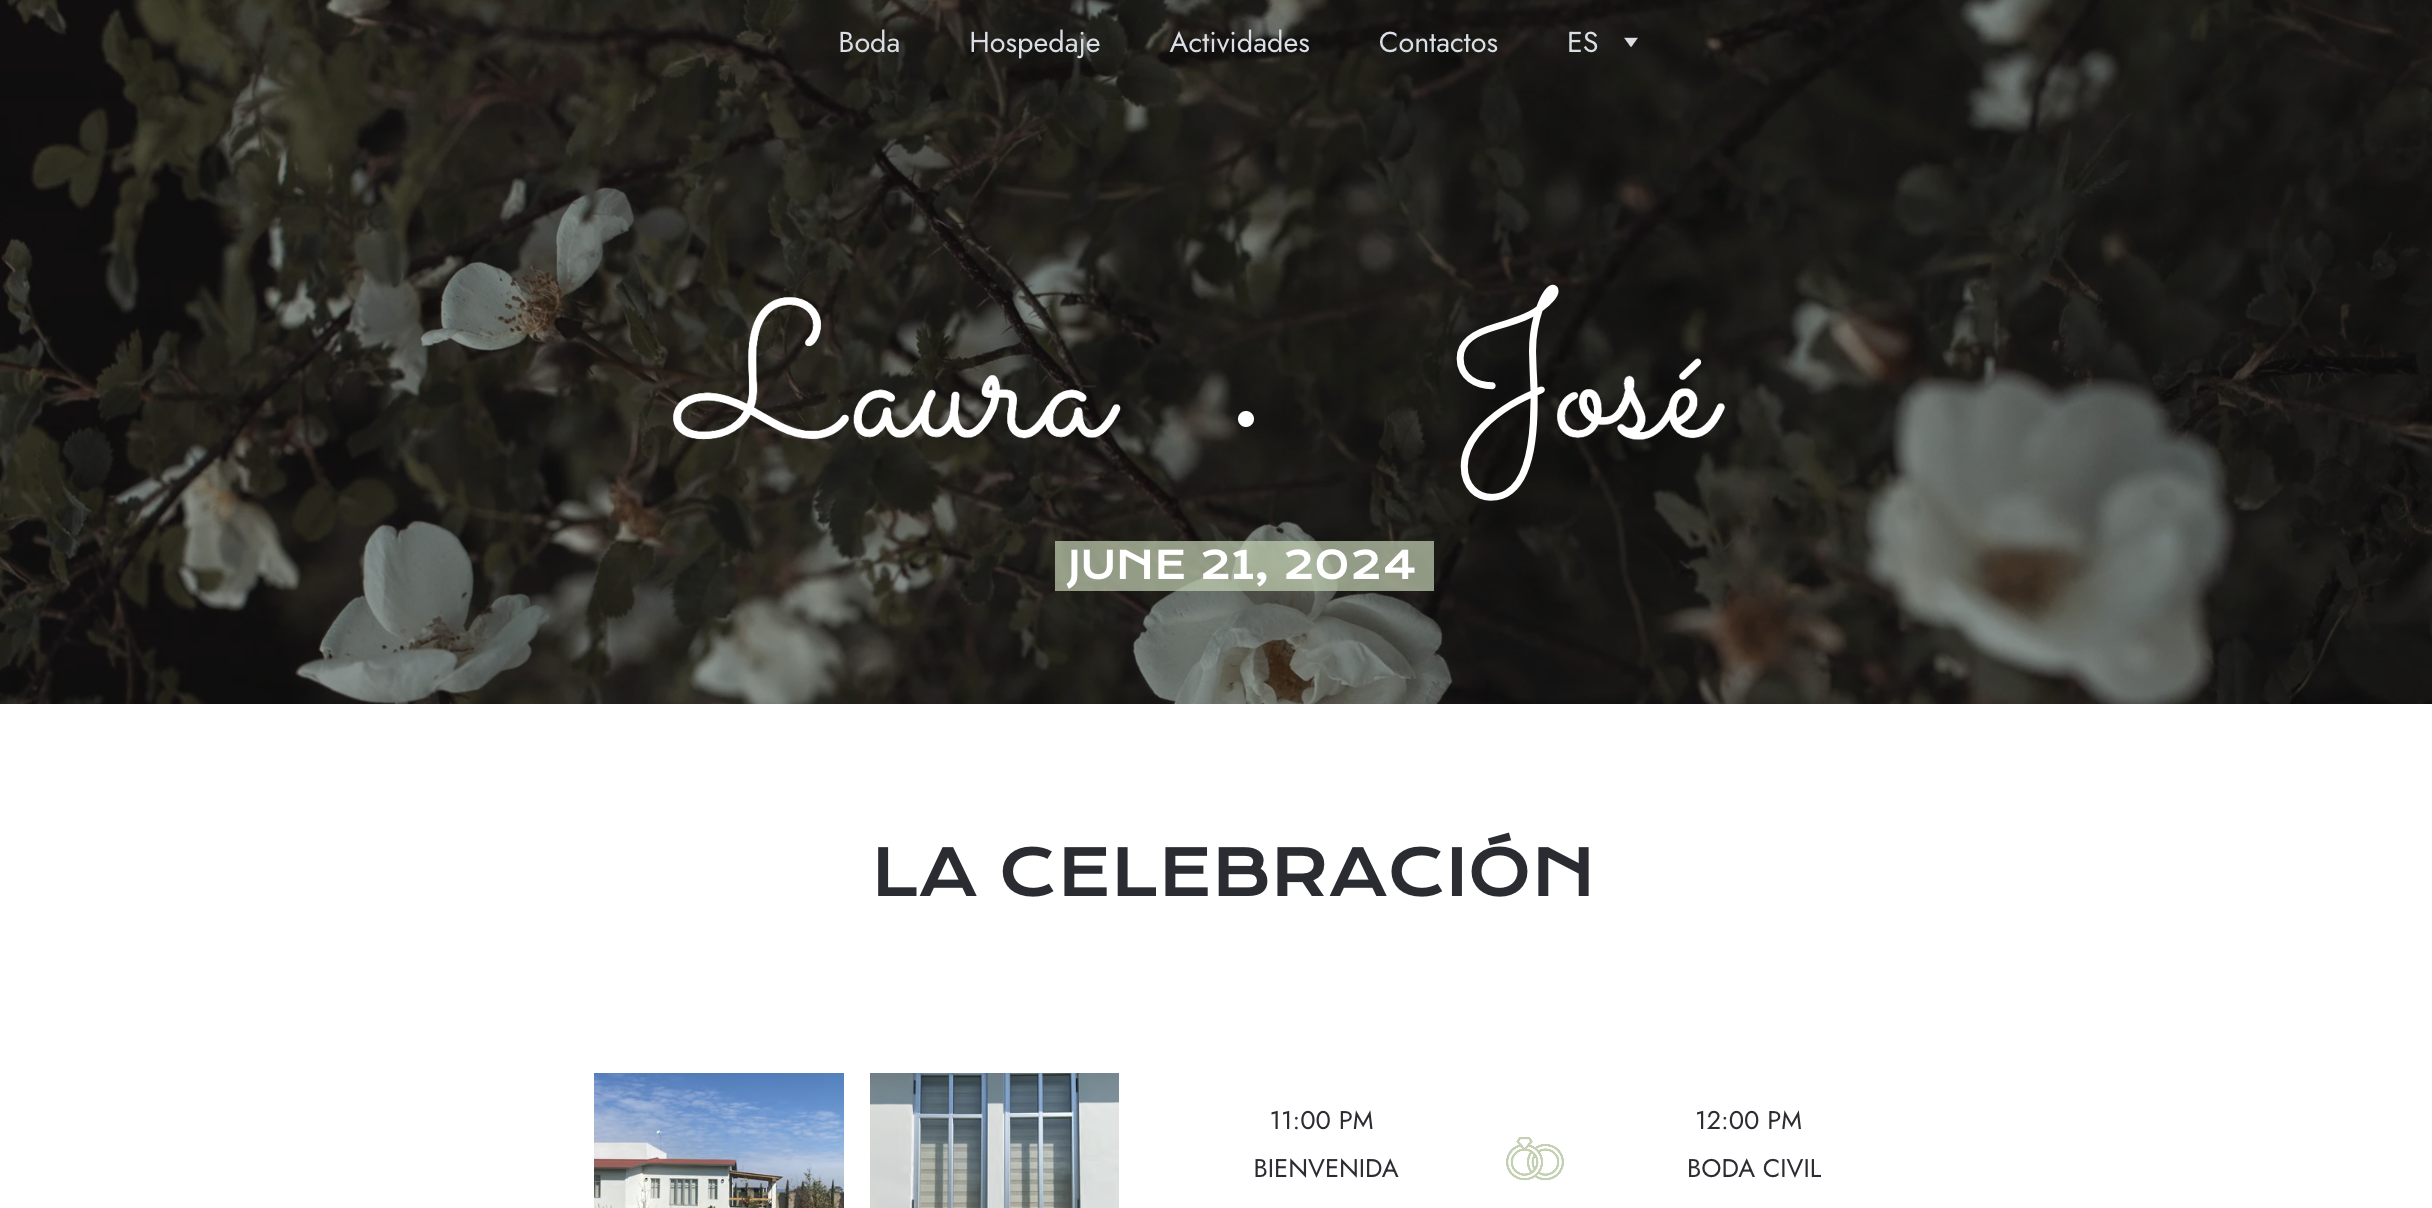 Boda Hospedaje Actividades Contactos ES
Laura · José
JUNE 21, 2024
LA CELEBRACIÓN
11:00 PM 12:00 PM
BIENVENIDA BODA CIVIL